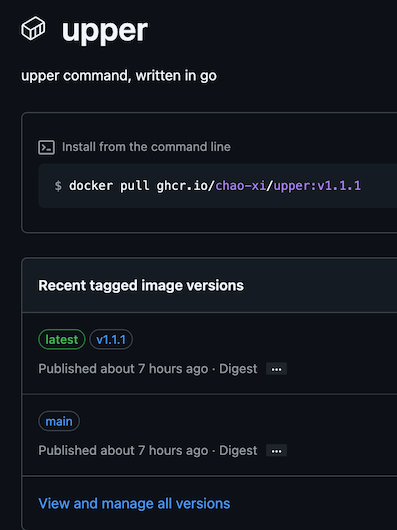 upper
upper command, written in go
Install from the command line
$ docker pull ghcr.io/chao-xi/upper:v1.1.1
Recent tagged image versions
latest v1.1.1
Published about 7 hours ago · Digest ...
main
Published about 7 hours ago · Digest ...
View and manage all versions